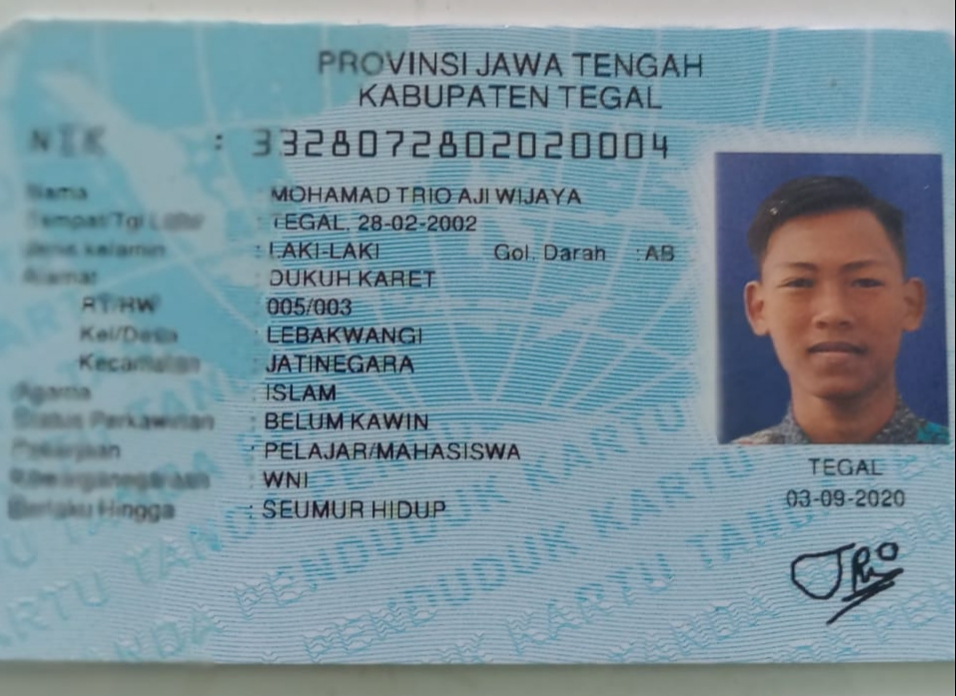 PROVINSI JAWA TENGAH
KABUPATEN TEGAL
NIK : 3328072802020004
Nama : MOHAMAD TRIO AJI WIJAYA
Tempat/Tgl Lahir : TEGAL, 28-02-2002
Jenis kelamin : LAKI-LAKI Gol. Darah : AB
Alamat : DUKUH KARET
RT/RW : 005/003
Kel/Desa : LEBAKWANGI
Kecamatan : JATINEGARA
Agama : ISLAM
Status Perkawinan : BELUM KAWIN
Pekerjaan : PELAJAR/MAHASISWA
Kewarganegaraan : WNI
Berlaku Hingga : SEUMUR HIDUP
TEGAL
03-09-2020
TRio
KARTU TANDA PENDUDUK KARTU TANDA